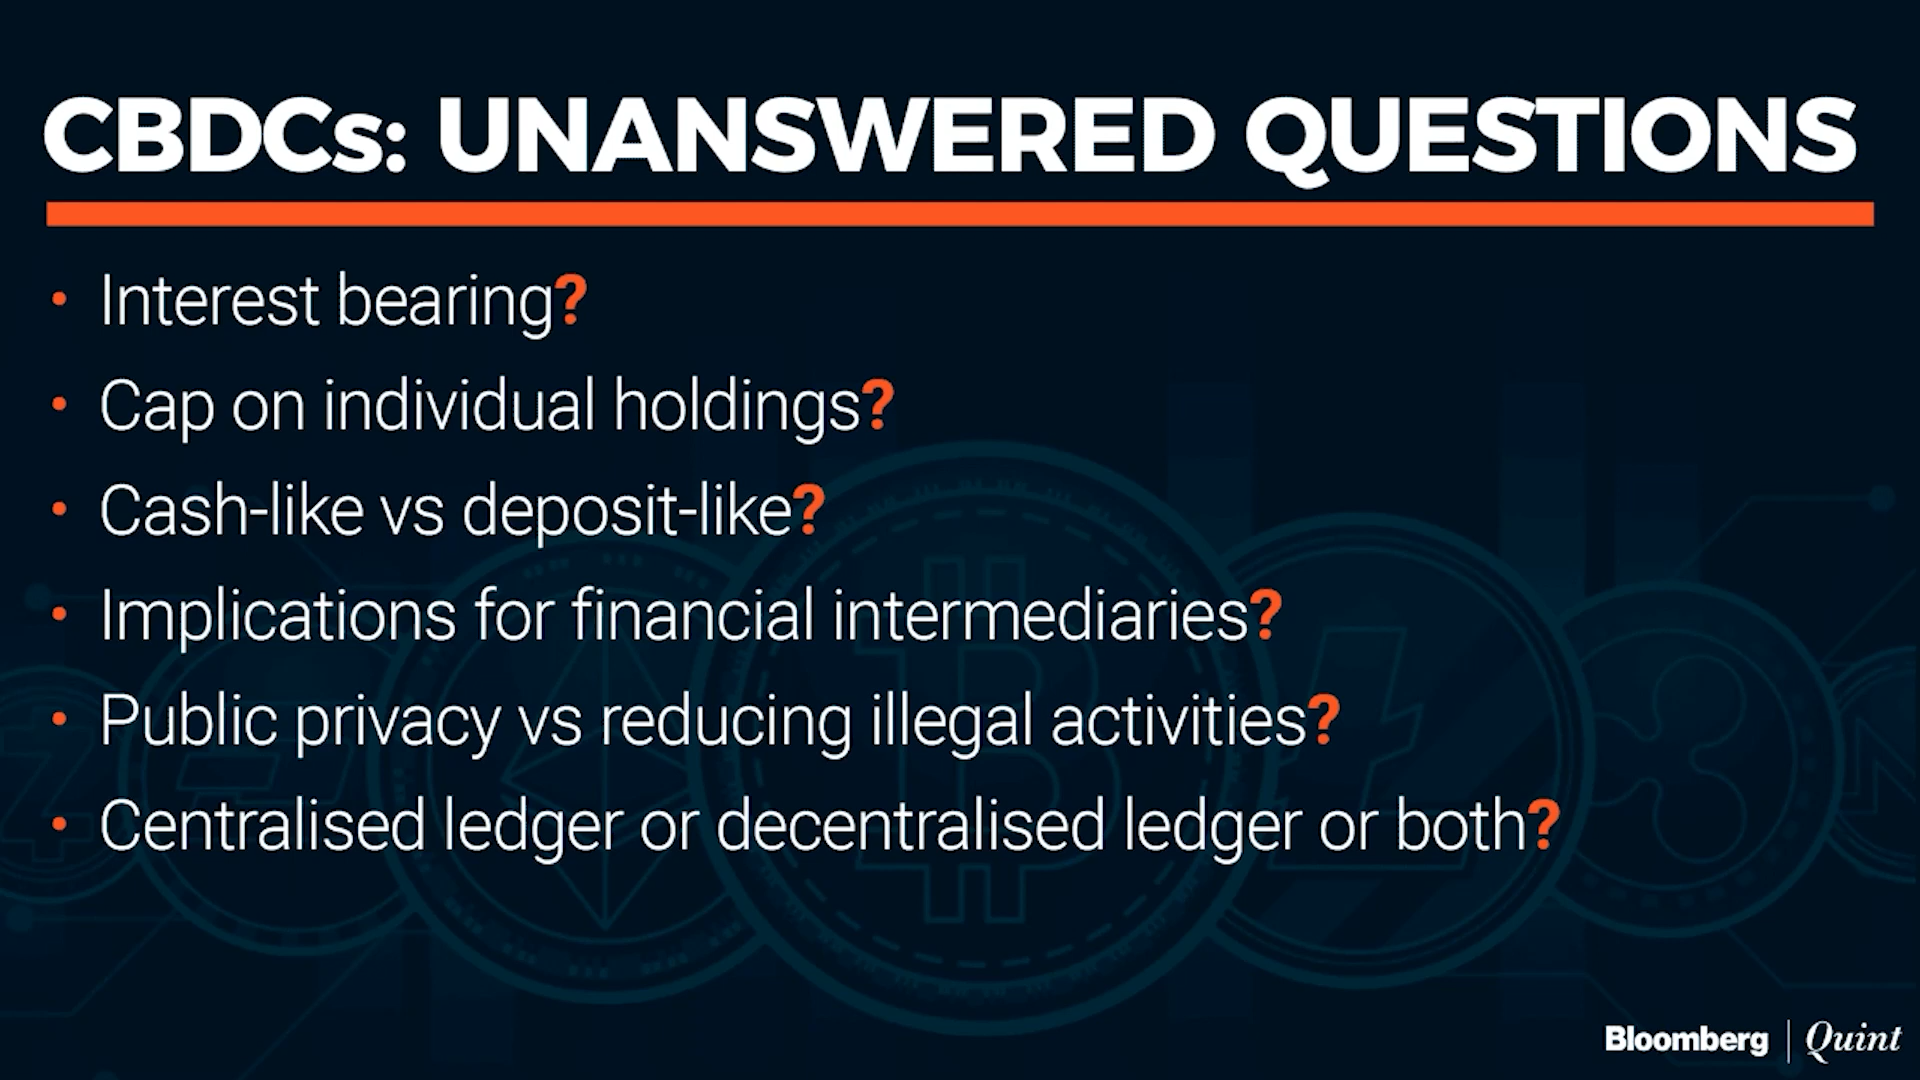 CBDCs: UNANSWERED QUESTIONS
• Interest bearing?
• Cap on individual holdings?
• Cash-like vs deposit-like?
• Implications for financial intermediaries?
• Public privacy vs reducing illegal activities?
• Centralised ledger or decentralised ledger or both?
Bloomberg | Quint